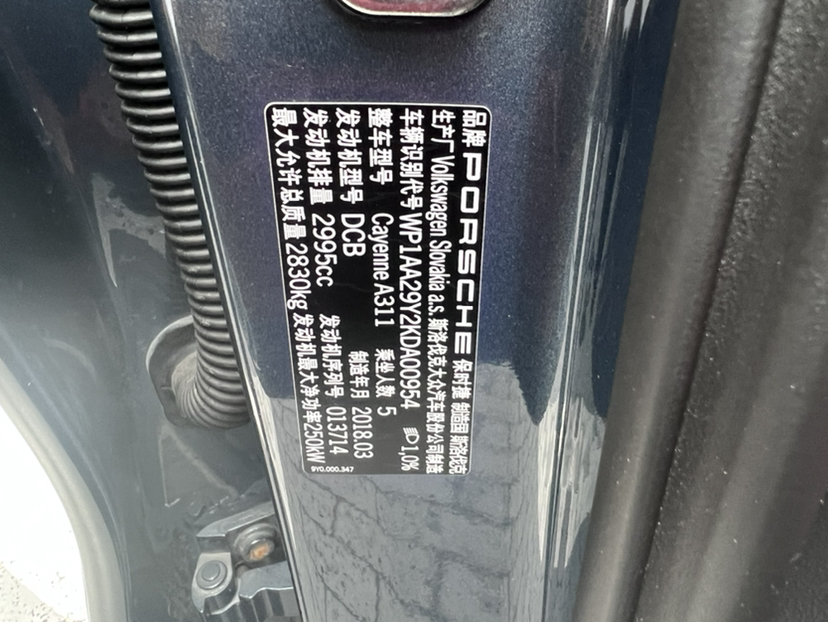 品牌 PORSCHE 保时捷 制造国 斯洛伐克
生产厂 Volkswagen Slovakia a.s. 斯洛伐克大众汽车股份公司制造
车辆识别代号 WP1AA29Y2KDA00954 1,0%
整车型号 Cayenne A311 乘坐人数 5
发动机型号 DCB 制造年月 2018.03
发动机排量 2995cc 发动机序列号 013714
最大允许总质量 2830kg 发动机最大净功率250KW
9Y0.000.347